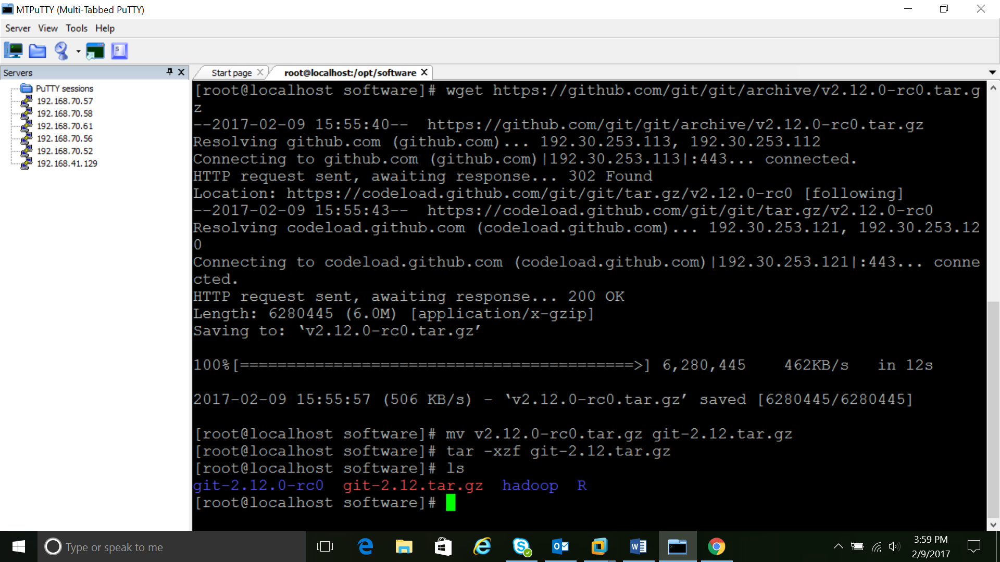 MTPuTTY (Multi-Tabbed PuTTY)
Server View Tools Help
Servers
PuTTY sessions
192.168.70.57
192.168.70.58
192.168.70.61
192.168.70.56
192.168.70.52
192.168.41.129
Start page
root@localhost:/opt/software
[root@localhost software]# wget https://github.com/git/git/archive/v2.12.0-rc0.tar.g
z
--2017-02-09 15:55:40--  https://github.com/git/git/archive/v2.12.0-rc0.tar.gz
Resolving github.com (github.com)... 192.30.253.113, 192.30.253.112
Connecting to github.com (github.com)|192.30.253.113|:443... connected.
HTTP request sent, awaiting response... 302 Found
Location: https://codeload.github.com/git/git/tar.gz/v2.12.0-rc0 [following]
--2017-02-09 15:55:43--  https://codeload.github.com/git/git/tar.gz/v2.12.0-rc0
Resolving codeload.github.com (codeload.github.com)... 192.30.253.121, 192.30.253.12
0
Connecting to codeload.github.com (codeload.github.com)|192.30.253.121|:443... conne
cted.
HTTP request sent, awaiting response... 200 OK
Length: 6280445 (6.0M) [application/x-gzip]
Saving to: ‘v2.12.0-rc0.tar.gz’
100%[==========================================>] 6,280,445    462KB/s   in 12s
2017-02-09 15:55:57 (506 KB/s) - ‘v2.12.0-rc0.tar.gz’ saved [6280445/6280445]
[root@localhost software]# mv v2.12.0-rc0.tar.gz git-2.12.tar.gz
[root@localhost software]# tar -xzf git-2.12.tar.gz
[root@localhost software]# ls
git-2.12.0-rc0  git-2.12.tar.gz  hadoop  R
[root@localhost software]#
Type or speak to me
3:59 PM
2/9/2017